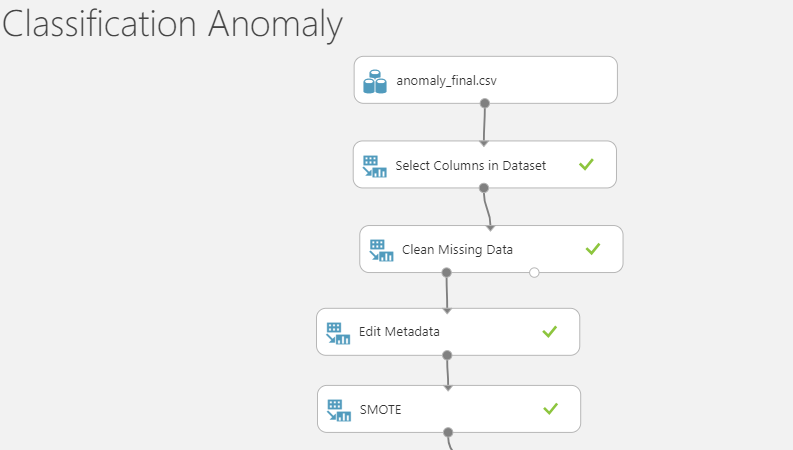 Classification Anomaly
anomaly_final.csv
Select Columns in Dataset
Clean Missing Data
Edit Metadata
SMOTE